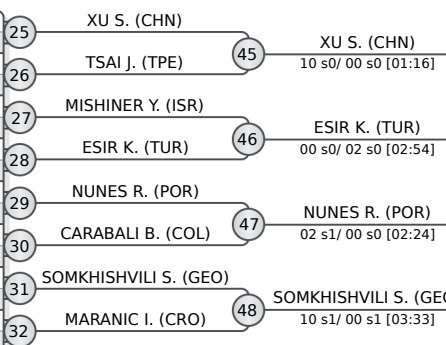 25
XU S. (CHN)
26
TSAI J. (TPE)
45
XU S. (CHN)
10 s0/ 00 s0 [01:16]
27
MISHINER Y. (ISR)
28
ESIR K. (TUR)
46
ESIR K. (TUR)
00 s0/ 02 s0 [02:54]
29
NUNES R. (POR)
30
CARABALI B. (COL)
47
NUNES R. (POR)
02 s1/ 00 s0 [02:24]
31
SOMKHISHVILI S. (GEO)
32
MARANIC I. (CRO)
48
SOMKHISHVILI S. (GEO
10 s1/ 00 s1 [03:33]